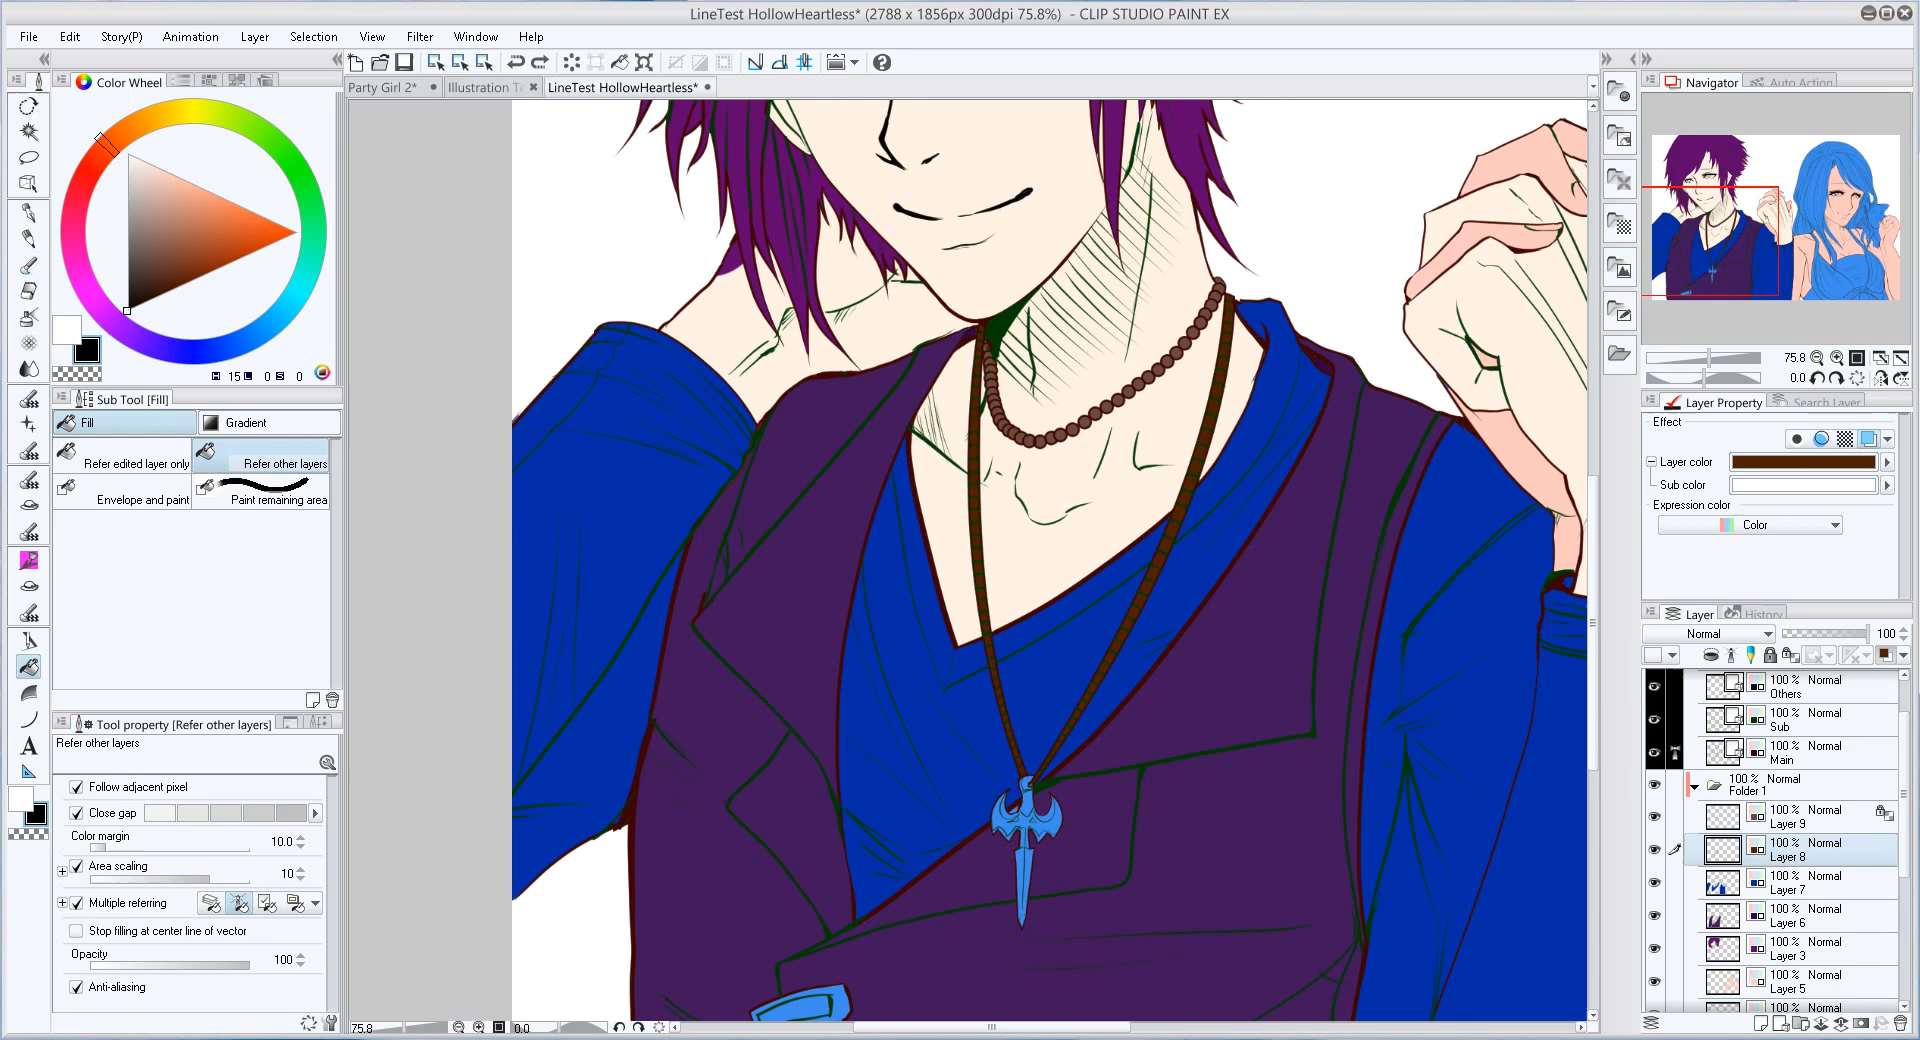 LineTest HollowHeartless* (2788 x 1856px 300dpi 75.8%) - CLIP STUDIO PAINT EX
File Edit Story(P) Animation Layer Selection View Filter Window Help
Color Wheel
Party Girl 2* Illustration LineTest HollowHeartless*
Navigator Auto Action
H 15 L 0 S 0
Sub Tool [Fill]
Fill Gradient
Refer edited layer only Refer other layers
Envelope and paint Paint remaining area
Tool property [Refer other layers]
Refer other layers
Follow adjacent pixel
Close gap
Color margin
10.0
Area scaling
10
Multiple referring
Stop filling at center line of vector
Opacity
100
Anti-aliasing
75.8 0.0
75.8
0.0
Layer Property Search Layer
Effect
Layer color
Sub color
Expression color
Color
Layer History
Normal 100
100 % Normal
Others
100 % Normal
Sub
100 % Normal
Main
100 % Normal
Folder 1
100 % Normal
Layer 9
100 % Normal
Layer 8
100 % Normal
Layer 7
100 % Normal
Layer 6
100 % Normal
Layer 3
100 % Normal
Layer 5
100 % Normal